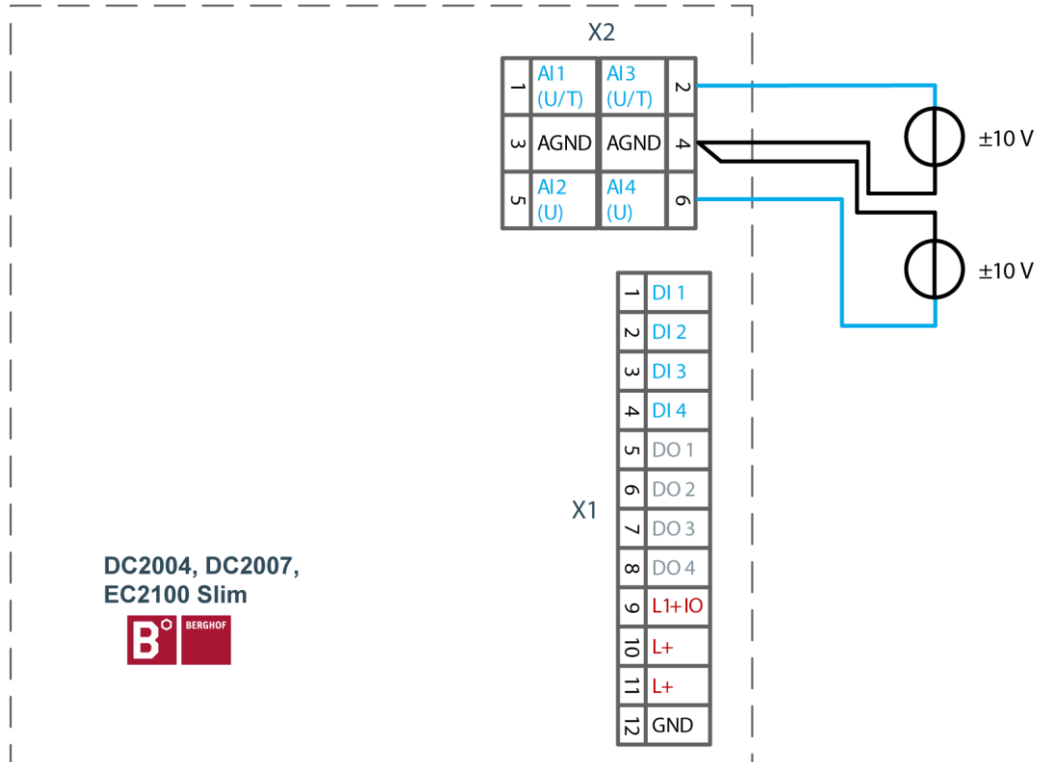 X2
1 AI1 (U/T) AI3 (U/T) 2
±10 V
3 AGND AGND 4
5 AI2 (U) AI4 (U) 6
±10 V
X1
1 DI 1
2 DI 2
3 DI 3
4 DI 4
5 DO 1
6 DO 2
7 DO 3
8 DO 4
9 L1+IO
10 L+
11 L+
12 GND
DC2004, DC2007,
EC2100 Slim
B BERGHOF